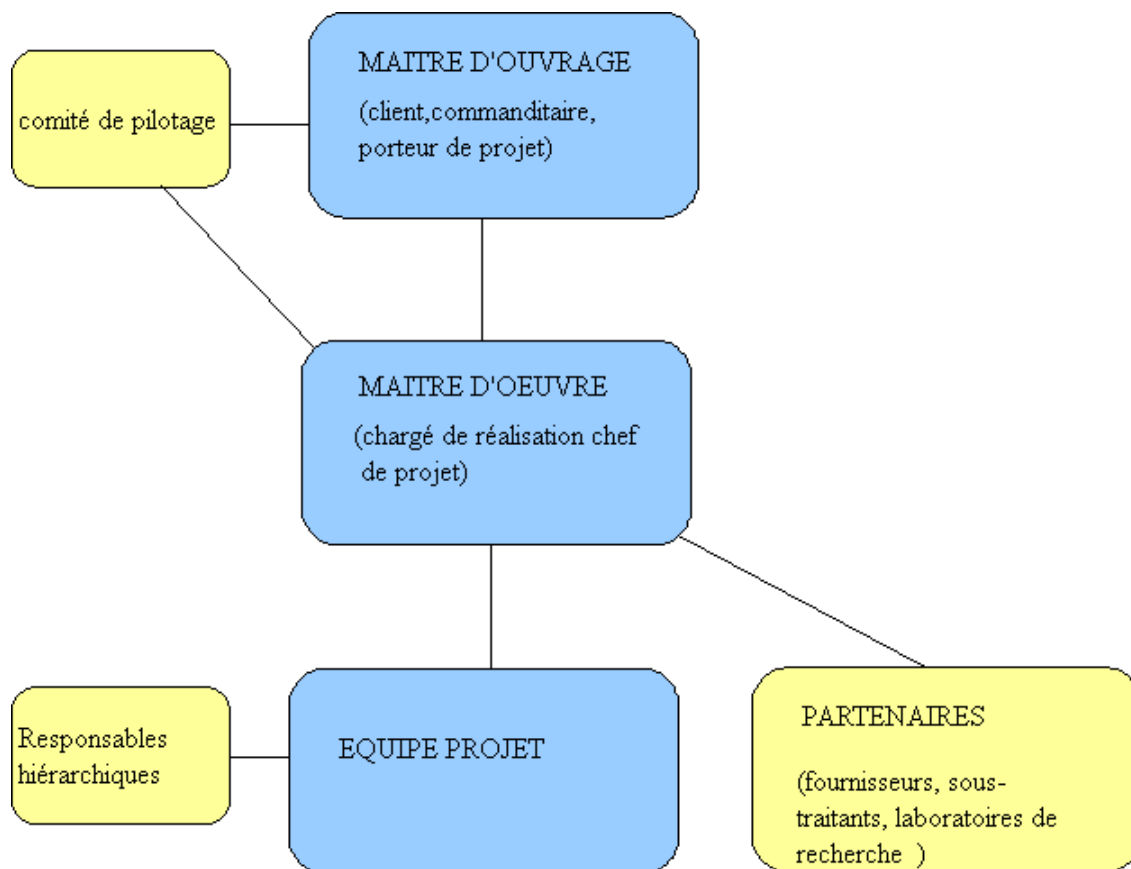 MAITRE D'OUVRAGE
(client,commanditaire,
porteur de projet)
comité de pilotage
MAITRE D'OEUVRE
(chargé de réalisation chef
de projet)
Responsables
hiérarchiques
EQUIPE PROJET
PARTENAIRES
(fournisseurs, sous-
traitants, laboratoires de
recherche )